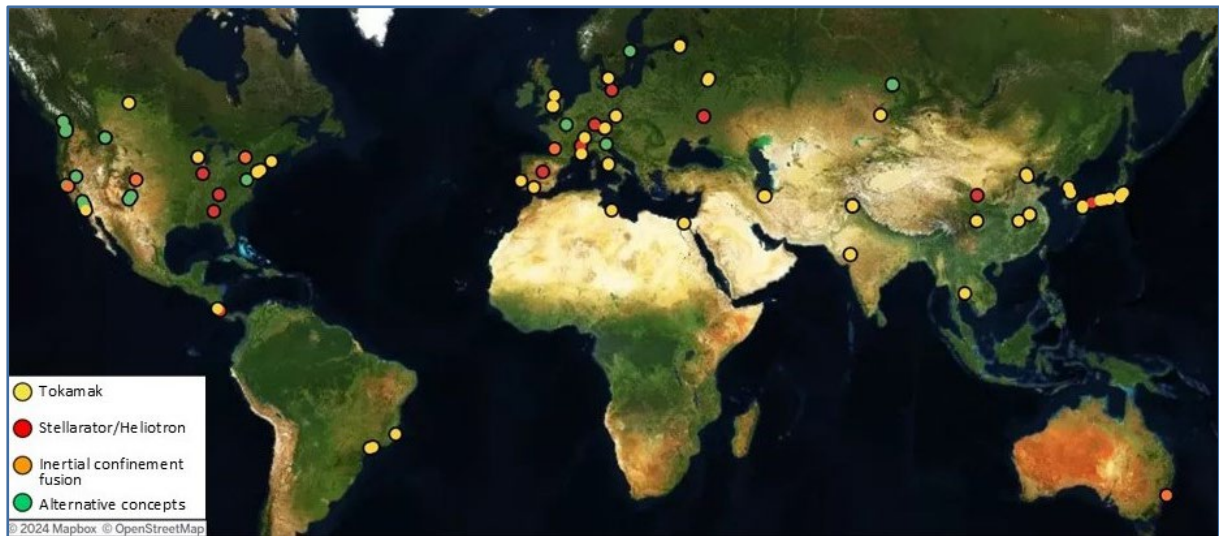 Tokamak
Stellarator/Heliotron
Inertial confinement
fusion
Alternative concepts
© 2024 Mapbox © OpenStreetMap